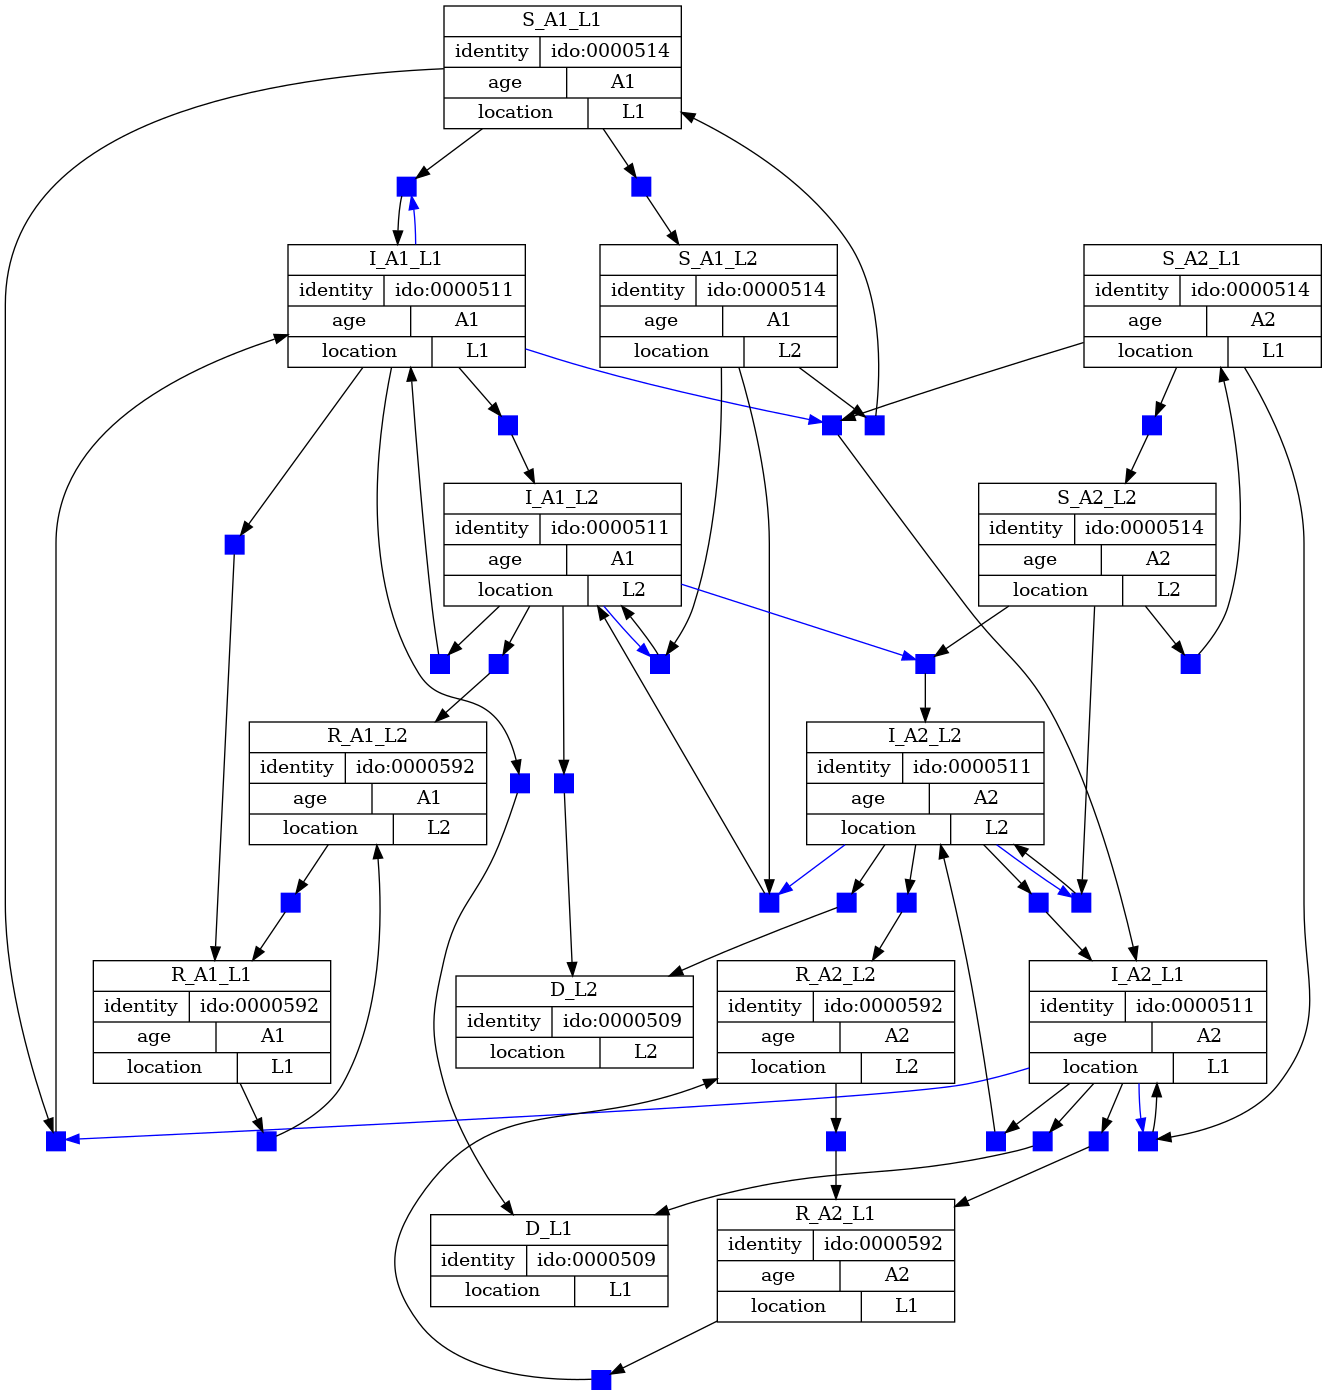 S_A1_L1
identity ido:0000514
age A1
location L1
I_A1_L1
identity ido:0000511
age A1
location L1
S_A1_L2
identity ido:0000514
age A1
location L2
S_A2_L1
identity ido:0000514
age A2
location L1
I_A1_L2
identity ido:0000511
age A1
location L2
S_A2_L2
identity ido:0000514
age A2
location L2
R_A1_L2
identity ido:0000592
age A1
location L2
I_A2_L2
identity ido:0000511
age A2
location L2
R_A1_L1
identity ido:0000592
age A1
location L1
D_L2
identity ido:0000509
location L2
R_A2_L2
identity ido:0000592
age A2
location L2
I_A2_L1
identity ido:0000511
age A2
location L1
D_L1
identity ido:0000509
location L1
R_A2_L1
identity ido:0000592
age A2
location L1